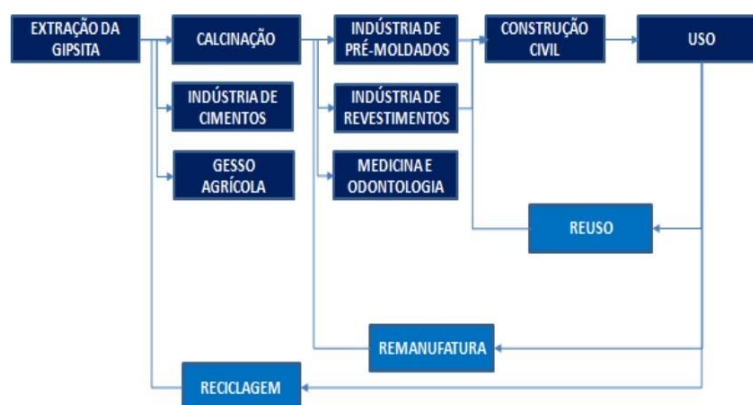 EXTRAÇÃO DA
GIPSITA
CALCINAÇÃO
INDÚSTRIA DE
PRÉ-MOLDADOS
CONSTRUÇÃO
CIVIL
USO
INDÚSTRIA DE
CIMENTOS
INDÚSTRIA DE
REVESTIMENTOS
GESSO
AGRÍCOLA
MEDICINA E
ODONTOLOGIA
REUSO
REMANUFATURA
RECICLAGEM